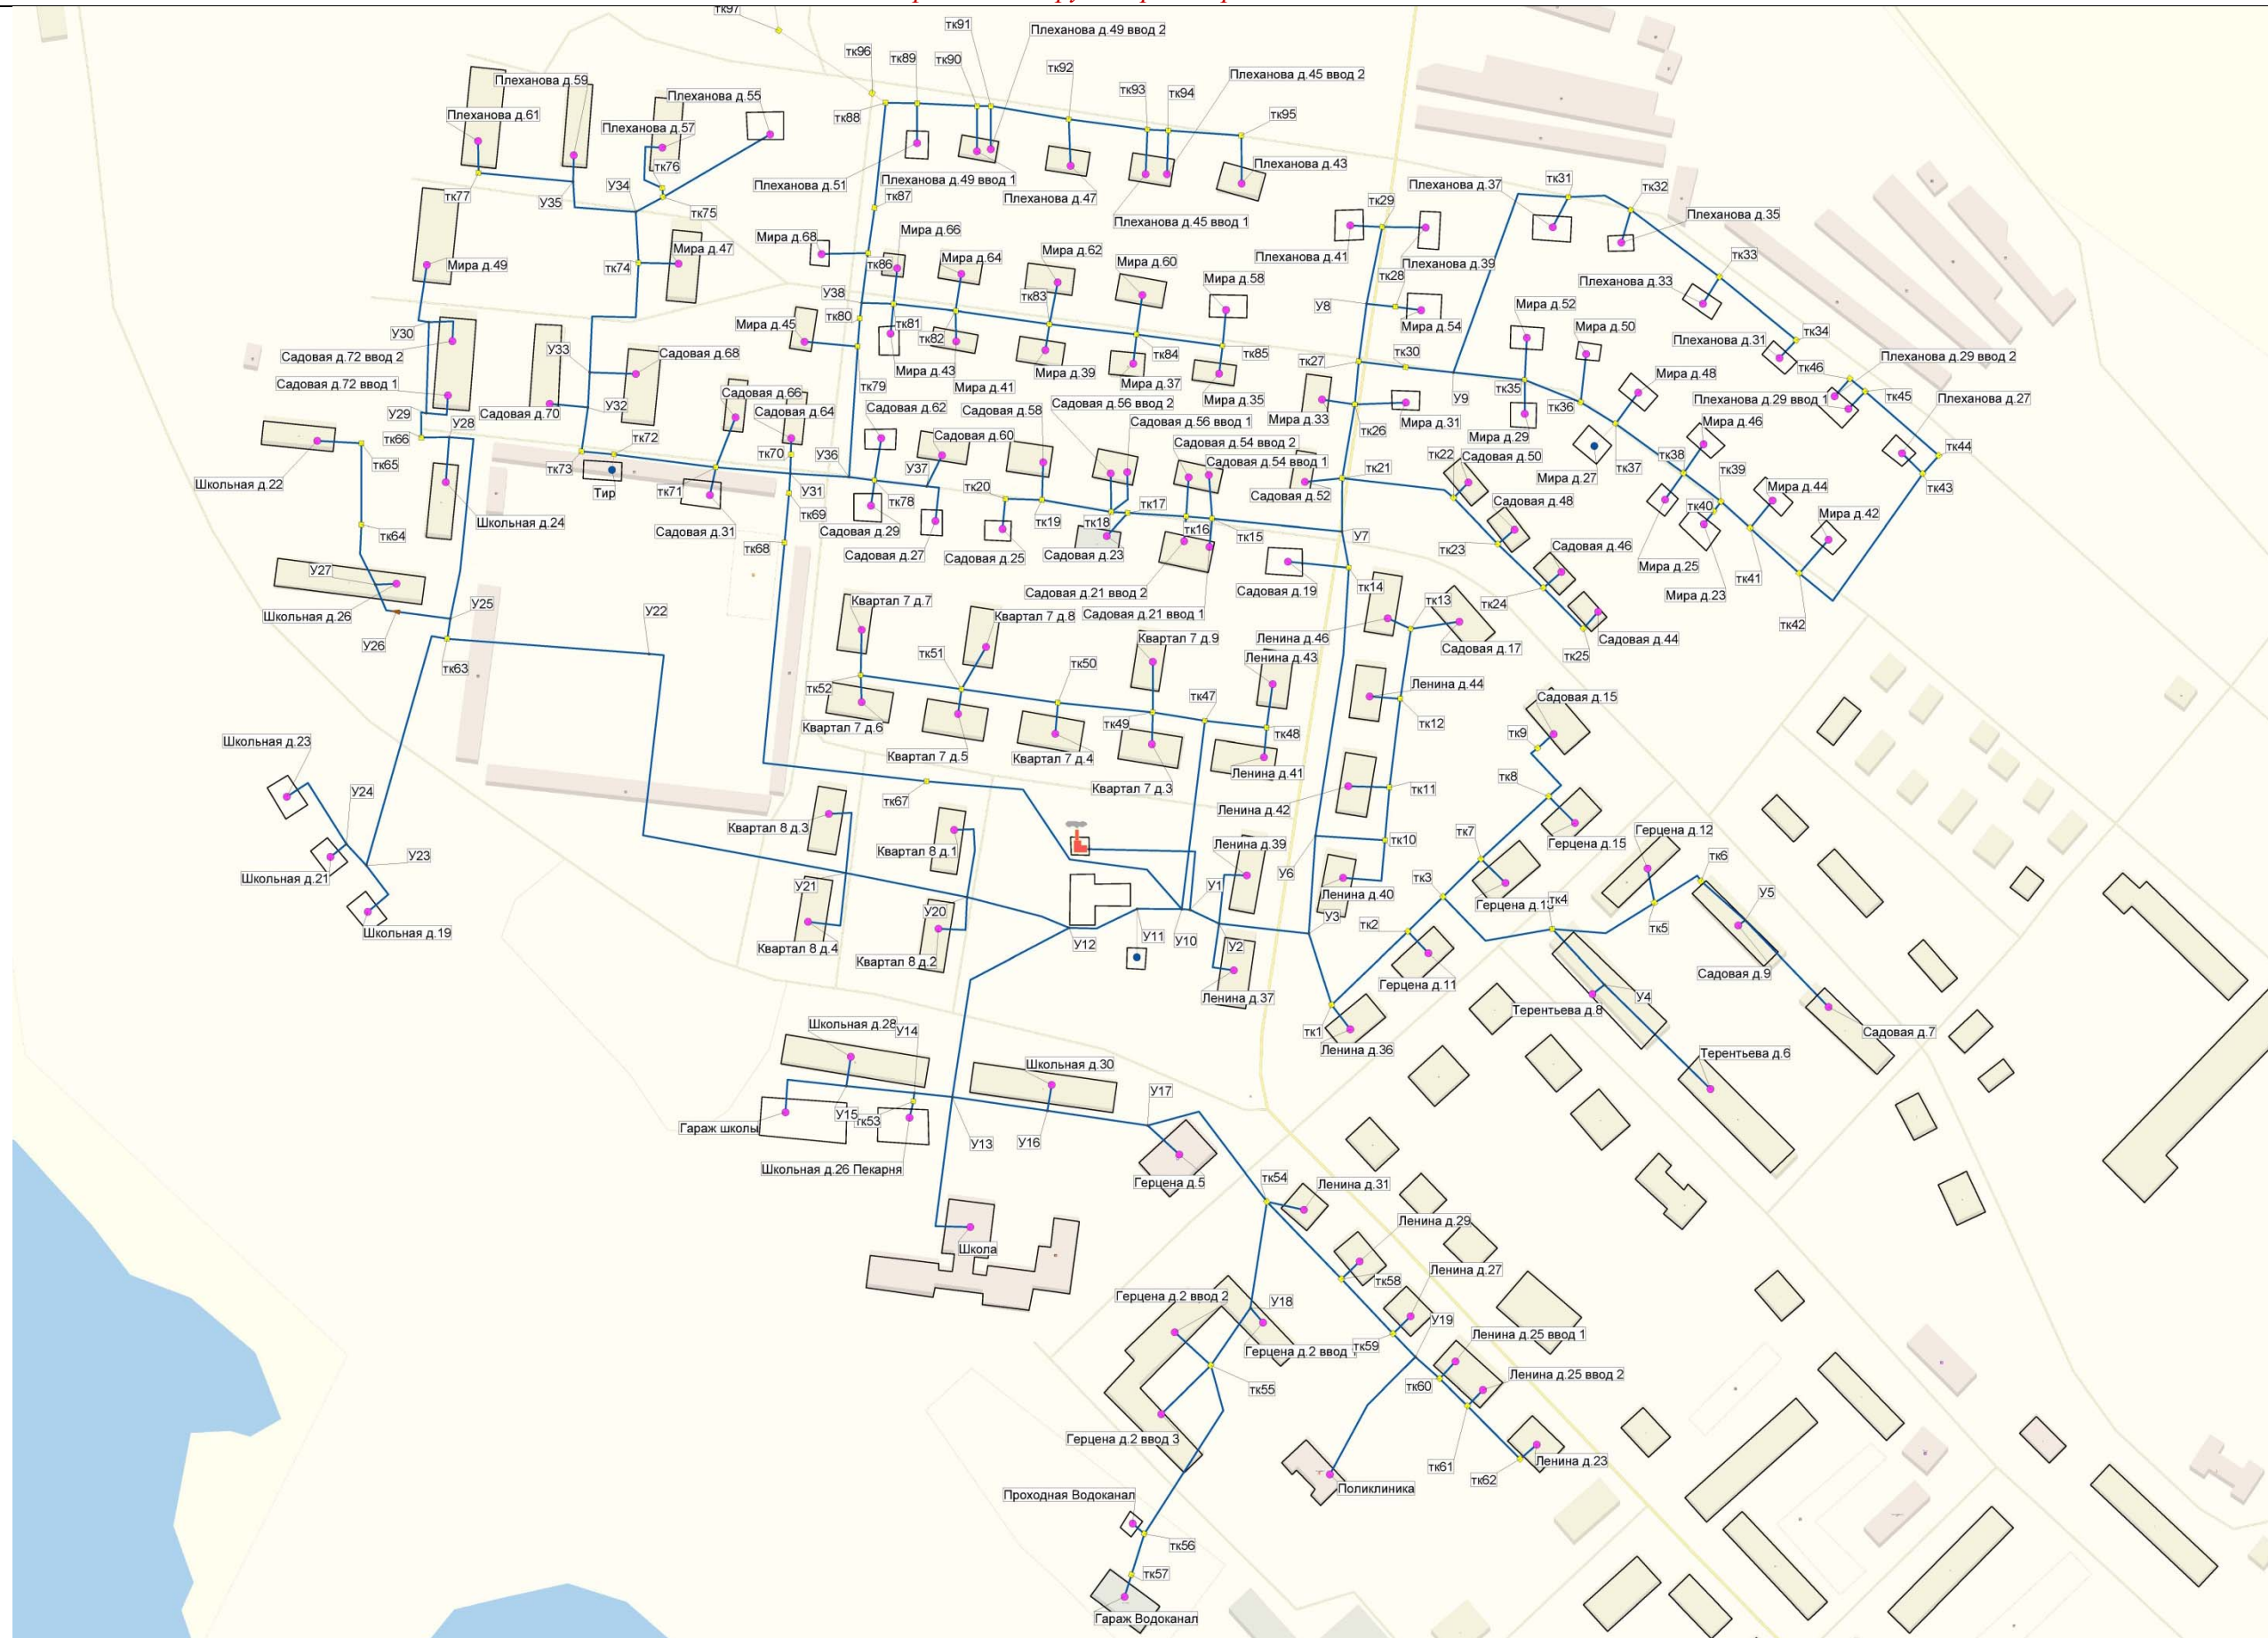 тк97
тк91
Плеханова д.49 ввод 2
тк96
тк89
тк90
тк92
Плеханова д.59
Плеханова д.45 ввод 2
тк93
тк94
Плеханова д.55
Плеханова д.61
тк88
тк95
Плеханова д.57
тк76
Плеханова д.43
Плеханова д.51
Плеханова д.49 ввод 1
Плеханова д.47
Плеханова д.45 ввод 1
тк77
У35
У34
тк75
тк87
Плеханова д.37
тк31
тк32
Плеханова д.35
тк29
Мира д.68
Мира д.66
Мира д.47
тк74
Мира д.49
тк86
Мира д.64
Мира д.62
Мира д.60
Мира д.58
Плеханова д.41
Плеханова д.39
тк28
тк33
Плеханова д.33
У38
тк83
У8
Мира д.54
Мира д.52
Мира д.50
тк80
тк81
тк82
Мира д.45
У30
Садовая д.72 ввод 2
У33
Садовая д.68
тк84
тк85
тк27
тк30
тк34
Плеханова д.31
тк46
Плеханова д.29 ввод 2
Мира д.43
Мира д.41
Мира д.39
Мира д.37
Мира д.35
тк79
Садовая д.72 ввод 1
У29
Садовая д.70
У32
Садовая д.66
Садовая д.64
Садовая д.62
Садовая д.58
Садовая д.56 ввод 2
Садовая д.56 ввод 1
Мира д.33
Мира д.31
У9
тк35
тк36
Мира д.48
Плеханова д.29 ввод 1
тк45
Плеханова д.27
тк66
У28
тк72
Садовая д.60
Садовая д.54 ввод 2
Садовая д.54 ввод 1
тк26
Мира д.29
Мира д.46
тк44
тк65
тк73
Тир
тк70
У36
У37
тк21
тк22
Садовая д.50
Мира д.27
тк37
тк38
тк39
Школьная д.22
тк71
У31
тк78
тк20
тк17
Садовая д.52
Мира д.44
тк43
Школьная д.24
Садовая д.31
тк69
Садовая д.29
тк19
тк18
тк16
тк15
Садовая д.48
тк40
Мира д.42
тк64
тк68
Садовая д.27
Садовая д.25
Садовая д.23
У7
тк23
Садовая д.46
Мира д.25
тк41
У27
Садовая д.19
тк14
Мира д.23
Садовая д.21 ввод 2
Садовая д.21 ввод 1
Квартал 7 д.7
Квартал 7 д.8
тк13
тк24
У25
У22
Школьная д.26
У26
Квартал 7 д.9
Ленина д.46
Садовая д.17
тк25
Садовая д.44
тк42
тк63
тк51
тк50
Ленина д.43
тк52
тк47
Ленина д.44
тк12
Садовая д.15
Квартал 7 д.6
тк49
тк48
тк9
Школьная д.23
Квартал 7 д.5
Квартал 7 д.4
Ленина д.41
Квартал 7 д.3
тк8
тк67
тк11
Ленина д.42
У24
Квартал 8 д.3
Квартал 8 д.1
Ленина д.39
тк10
тк7
Герцена д.15
Герцена д.12
У23
Школьная д.21
У21
У1
У6
Ленина д.40
тк3
тк6
У5
У20
У3
тк2
Герцена д.13
тк4
тк5
Школьная д.19
Квартал 8 д.4
Квартал 8 д.2
У12
У11
У10
У2
Герцена д.11
Садовая д.9
Ленина д.37
У4
Терентьева д.8
Садовая д.7
Школьная д.28
У14
тк1
Ленина д.36
Терентьева д.6
Школьная д.30
У17
Гараж школы
У15
тк53
У13
У16
Школьная д.26 Пекарня
Герцена д.5
тк54
Ленина д.31
Школа
Ленина д.29
Ленина д.27
тк58
Герцена д.2 ввод 2
У18
У19
Герцена д.2 ввод
тк59
Ленина д.25 ввод 1
Ленина д.25 ввод 2
тк55
тк60
Герцена д.2 ввод 3
тк61
тк62
Ленина д.23
Поликлиника
Проходная Водоканал
тк56
тк57
Гараж Водоканал